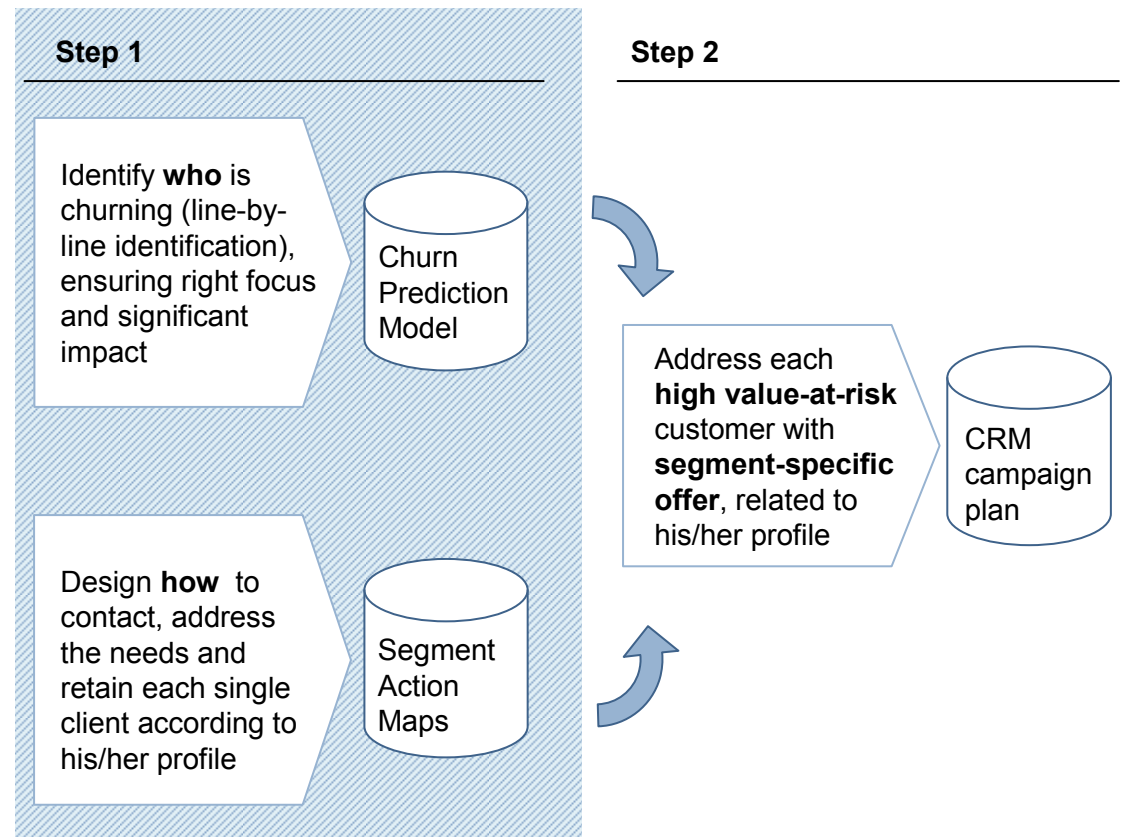 Step 1
Identify who is
churning (line-by-
line identification),
ensuring right focus
and significant
impact
Churn
Prediction
Model
Design how to
contact, address
the needs and
retain each single
client according to
his/her profile
Segment
Action
Maps
Step 2
Address each
high value-at-risk
customer with
segment-specific
offer, related to
his/her profile
CRM
campaign
plan